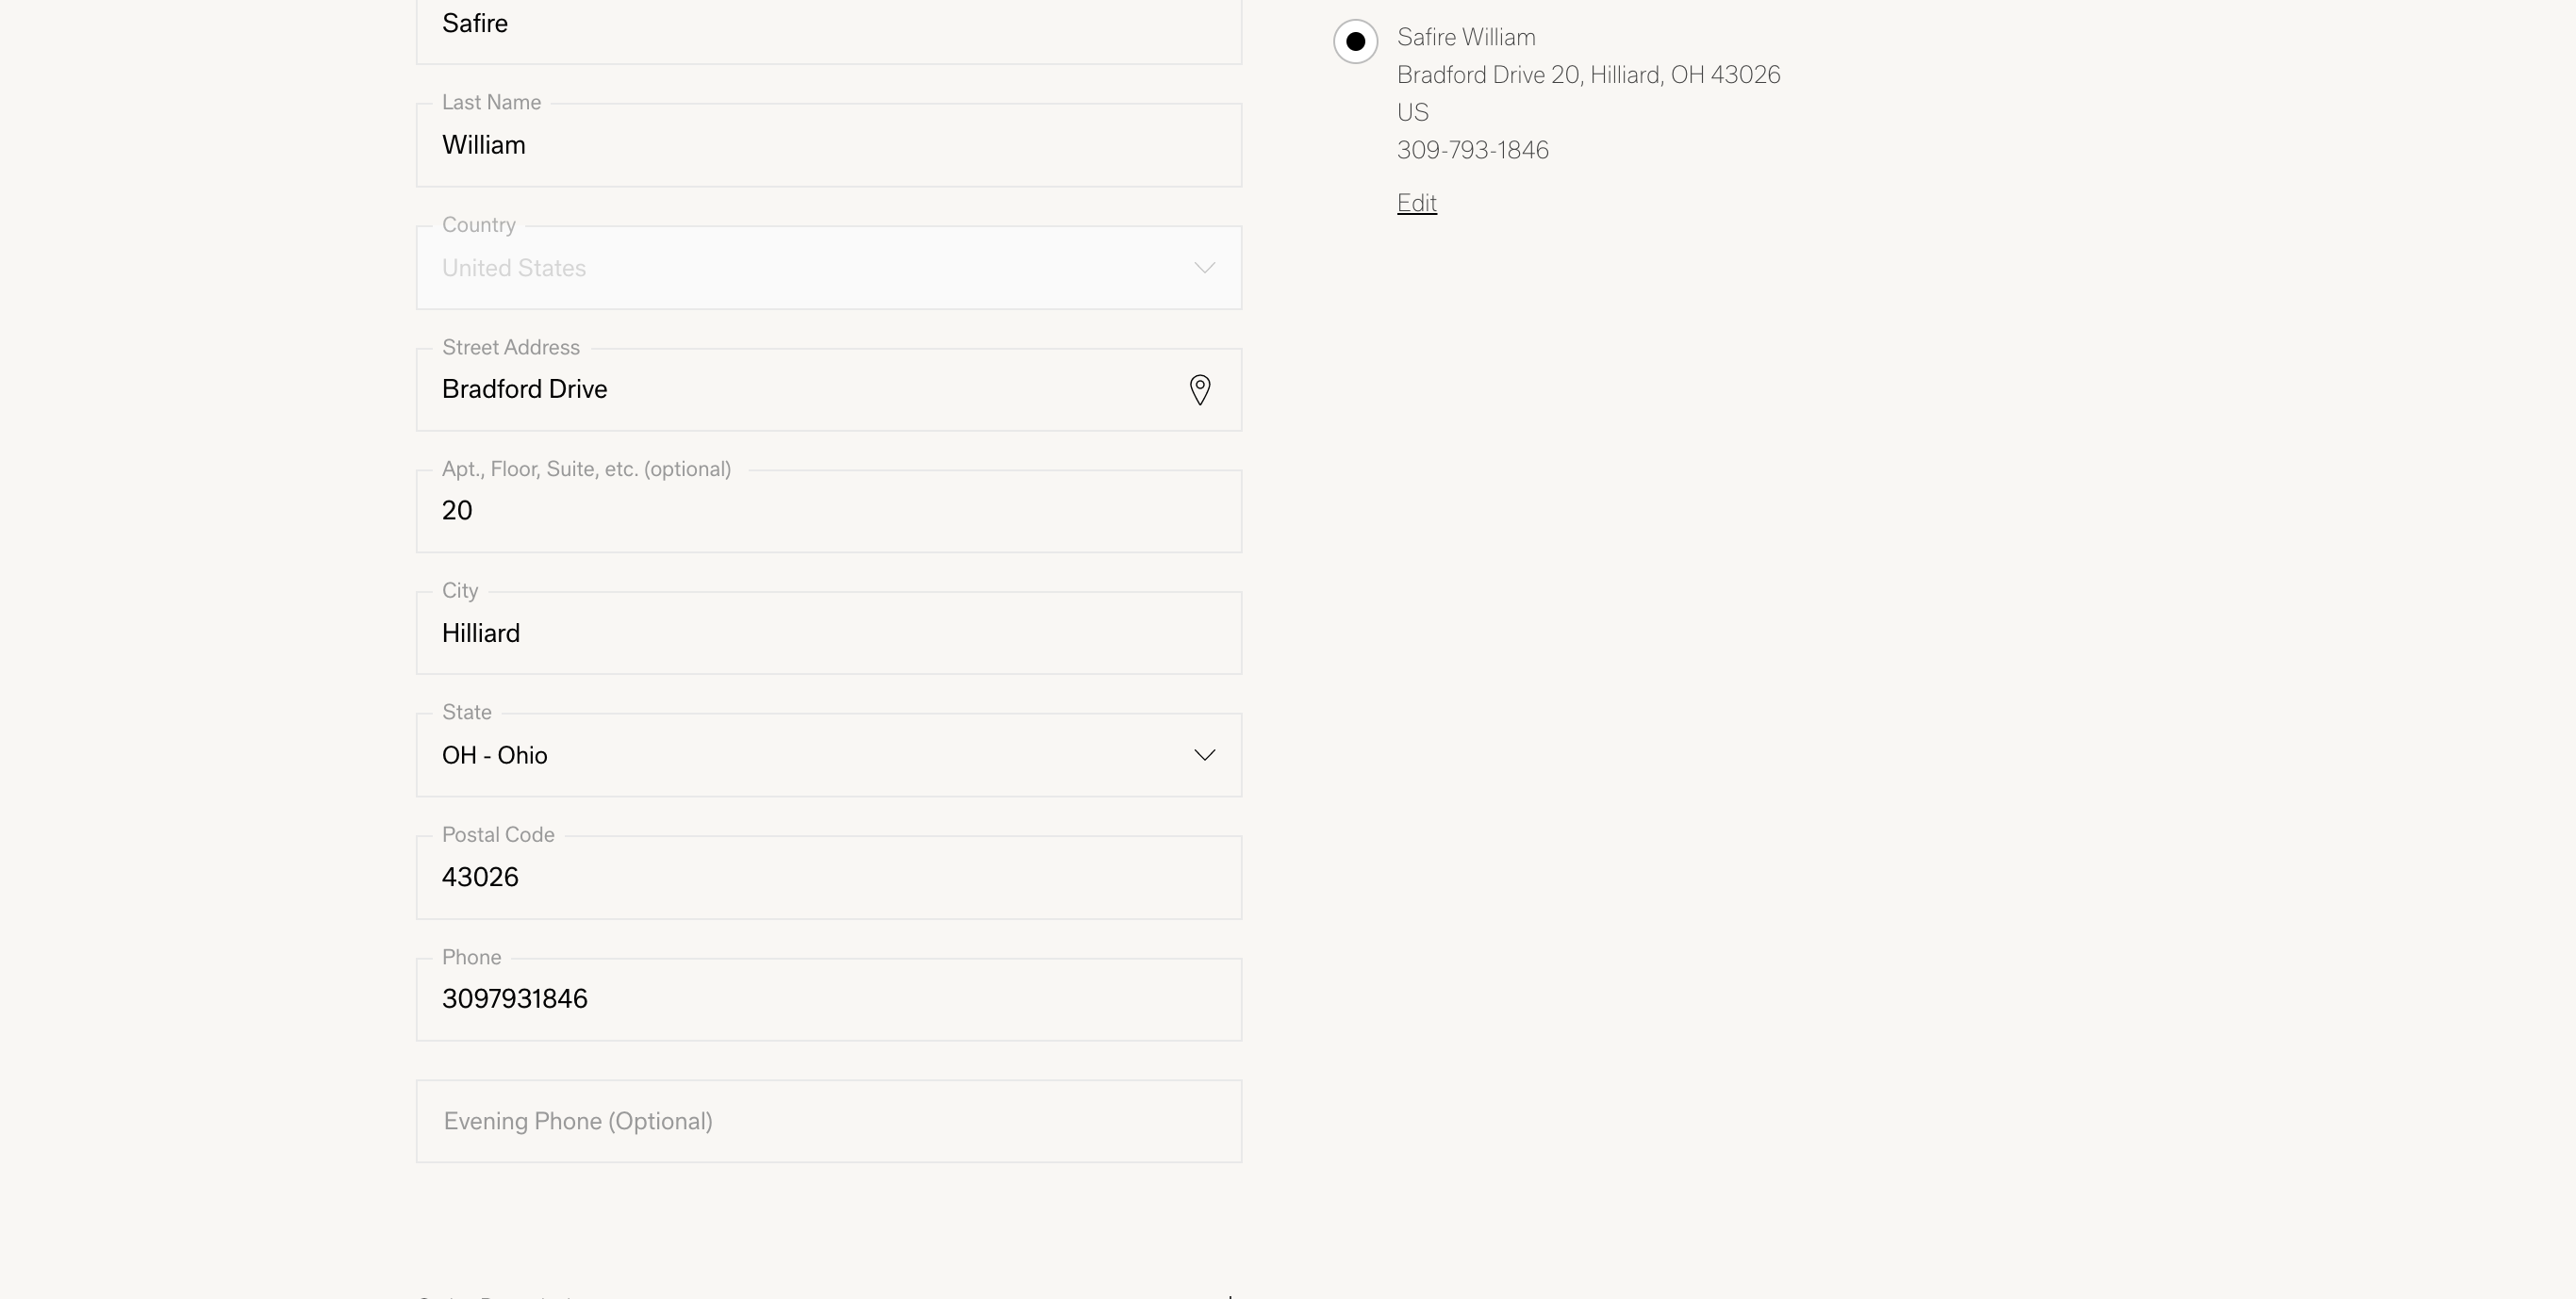 Safire
Last Name
William
Country
United States
Street Address
Bradford Drive
Apt., Floor, Suite, etc. (optional)
20
City
Hilliard
State
OH - Ohio
Postal Code
43026
Phone
3097931846
Evening Phone (Optional)
Safire William
Bradford Drive 20, Hilliard, OH 43026
US
309-793-1846
Edit